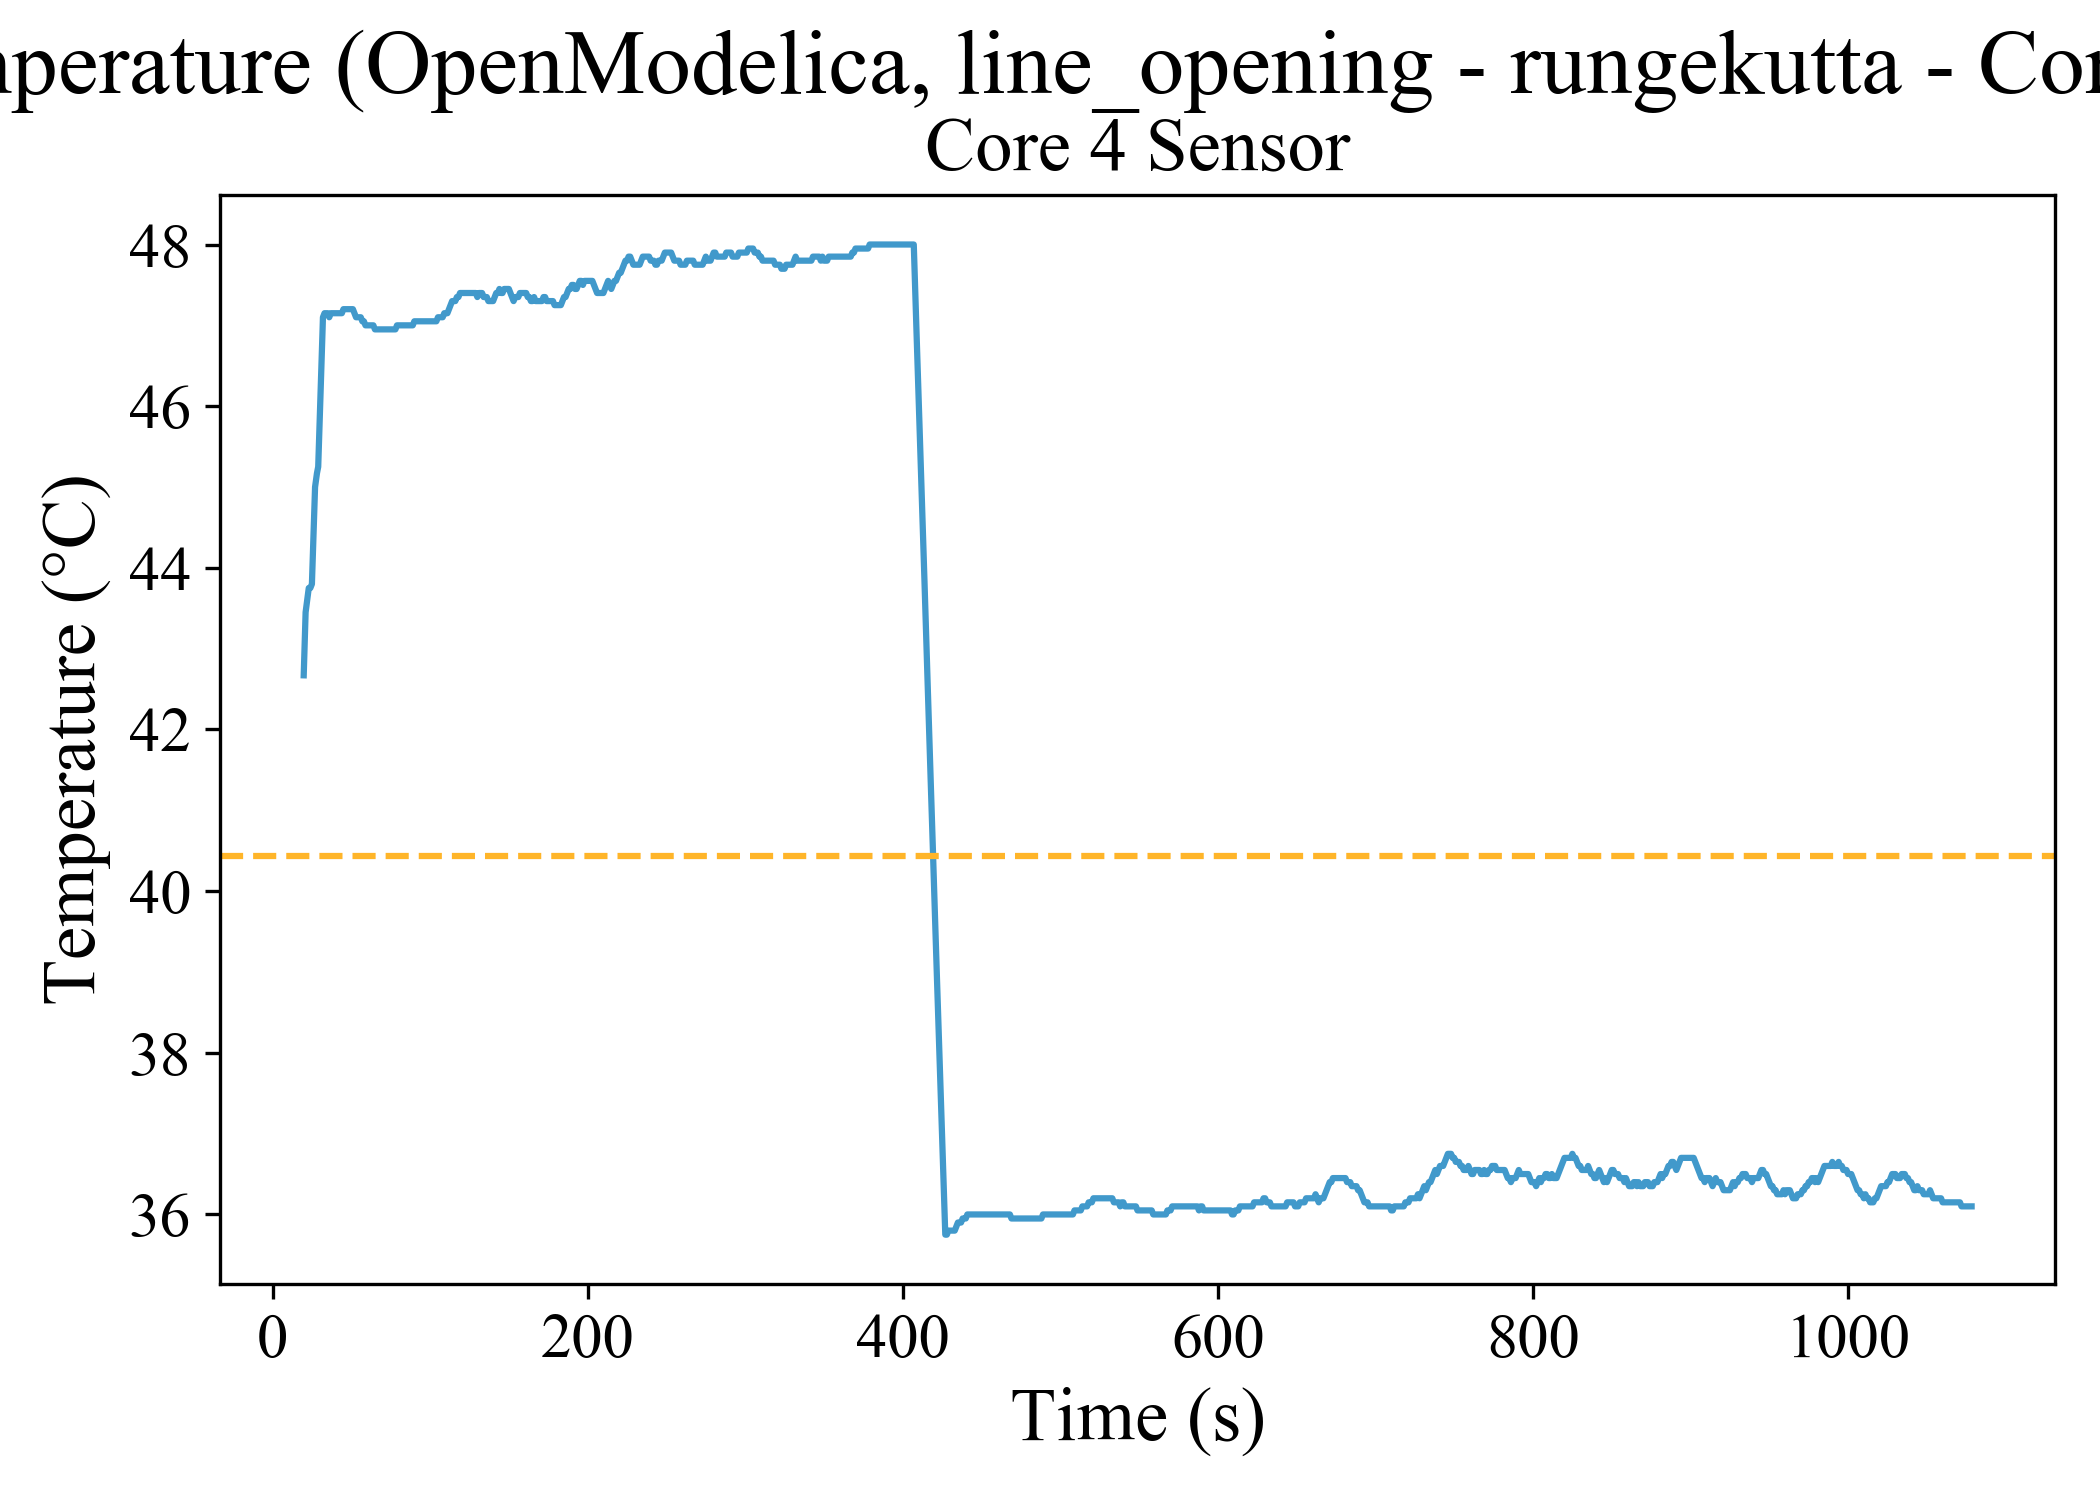 perature (OpenModelica, line_opening - rungekutta -
Core 4 Sensor
48
46
44
42
40
38
36
Temperature (°C)
0 200 400 600 800 1000
Time (s)